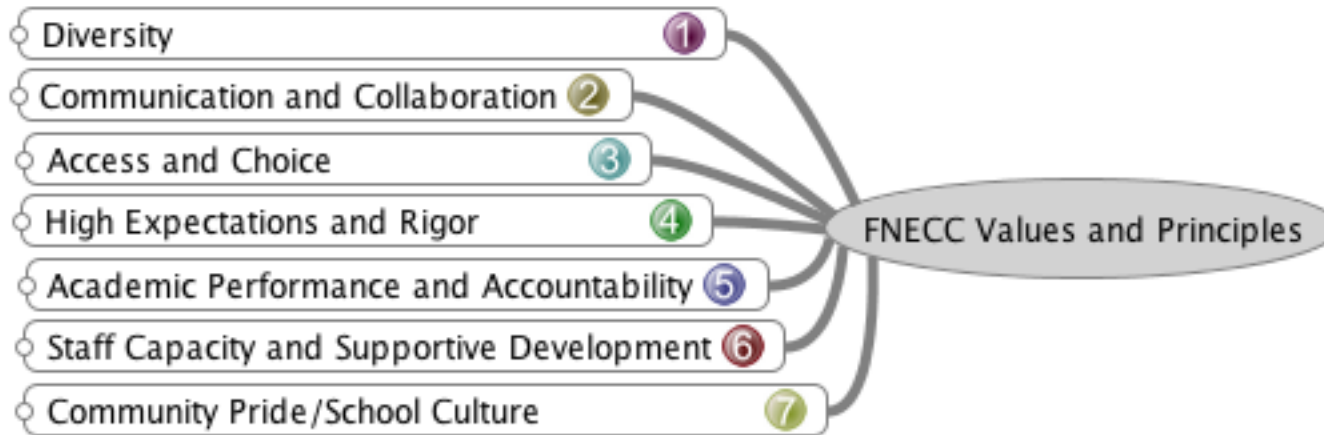 Diversity 1
Communication and Collaboration 2
Access and Choice 3
High Expectations and Rigor 4
Academic Performance and Accountability 5
Staff Capacity and Supportive Development 6
Community Pride/School Culture 7
FNECC Values and Principles